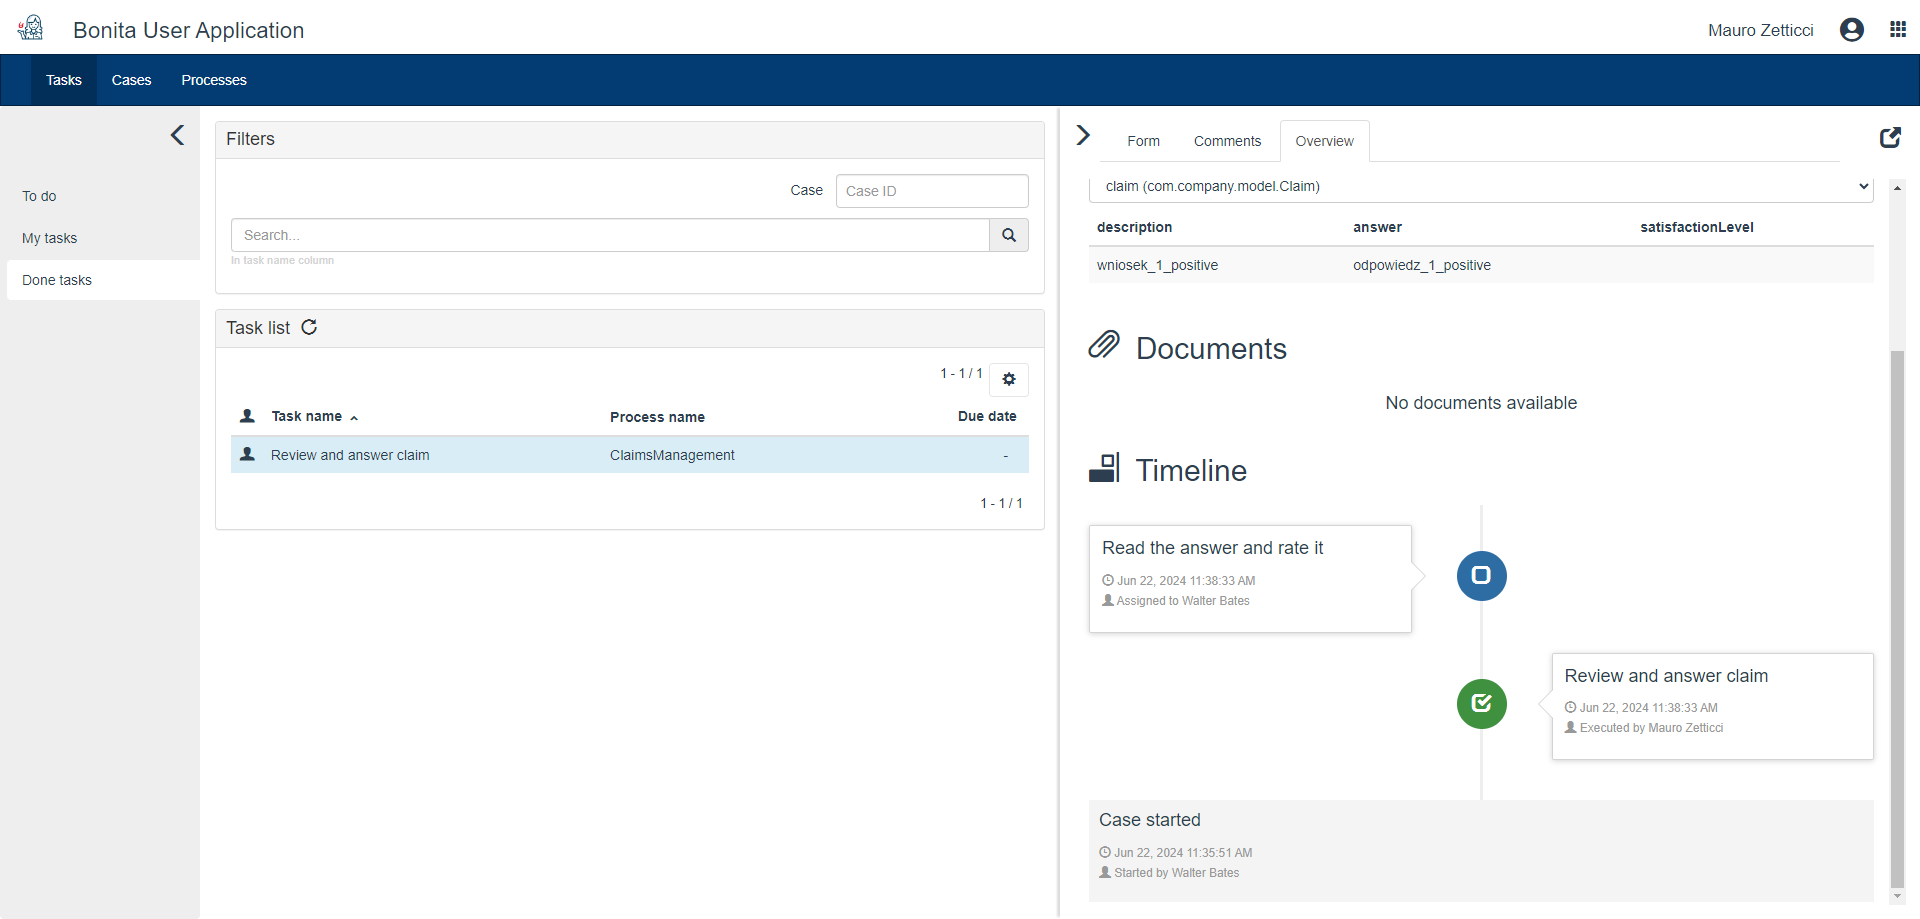 Bonita User Application
Mauro Zetticci
Tasks Cases Processes
To do
My tasks
Done tasks
Filters
Case Case ID
Search...
In task name column
Task list
1 - 1 / 1
Task name Process name Due date
Review and answer claim ClaimsManagement -
1 - 1 / 1
Form Comments Overview
claim (com.company.model.Claim)
description answer satisfactionLevel
wniosek_1_positive odpowiedz_1_positive
Documents
No documents available
Timeline
Read the answer and rate it
Jun 22, 2024 11:38:33 AM
Assigned to Walter Bates
Review and answer claim
Jun 22, 2024 11:38:33 AM
Executed by Mauro Zetticci
Case started
Jun 22, 2024 11:35:51 AM
Started by Walter Bates